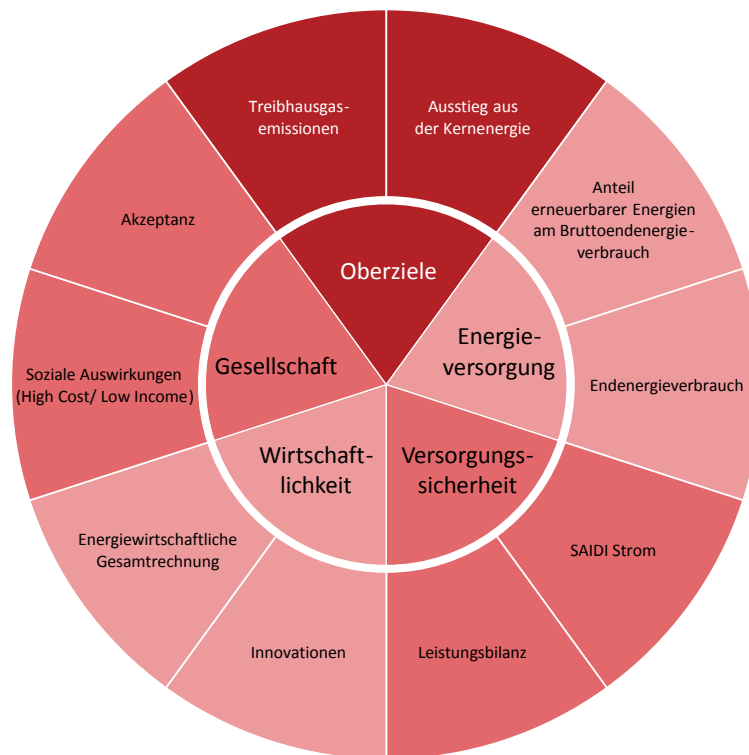 Treibhausgas-
emissionen
Ausstieg aus
der Kernenergie
Anteil
erneuerbarer Energien
am Bruttoendenergie-
verbrauch
Akzeptanz
Oberziele
Energie-
versorgung
Gesellschaft
Soziale Auswirkungen
(High Cost/ Low Income)
Endenergieverbrauch
Wirtschaft-
lichkeit
Versorgungs-
sicherheit
Energiewirtschaftliche
Gesamtrechnung
SAIDI Strom
Innovationen
Leistungsbilanz